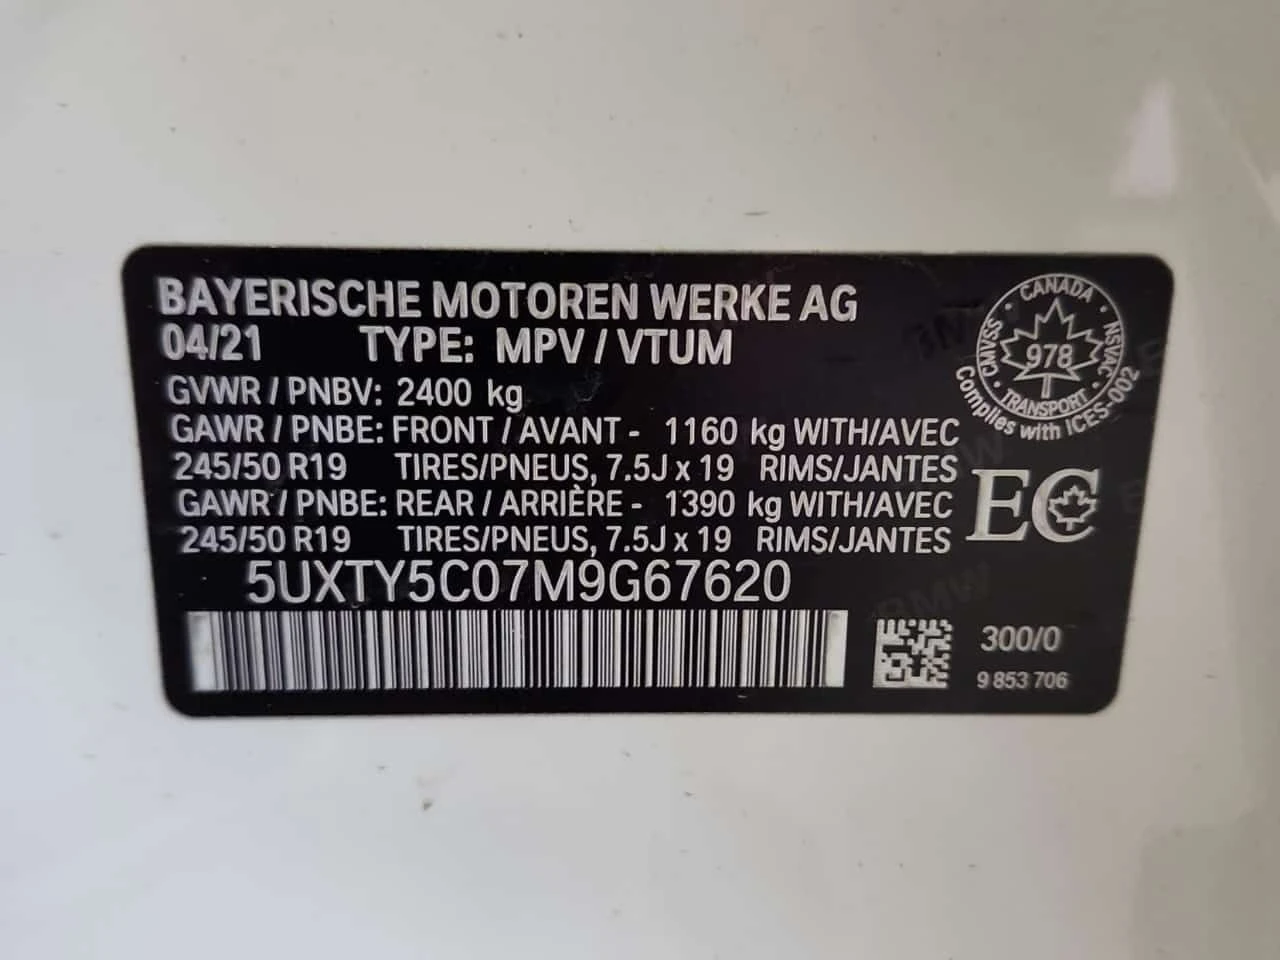 BAYERISCHE MOTOREN WERKE AG
04/21 TYPE: MPV / VTUM
GVWR / PNBV: 2400 kg
GAWR / PNBE: FRONT / AVANT - 1160 kg WITH/AVEC
245/50 R19 TIRES/PNEUS, 7.5J x 19 RIMS/JANTES
GAWR / PNBE: REAR / ARRIÈRE - 1390 kg WITH/AVEC
245/50 R19 TIRES/PNEUS, 7.5J x 19 RIMS/JANTES
5UXTY5C07M9G67620
CANADA
CMVSS
978
NSVAC
TRANSPORT
Complies with ICES-002
EC
300/0
9 853 706
BMW